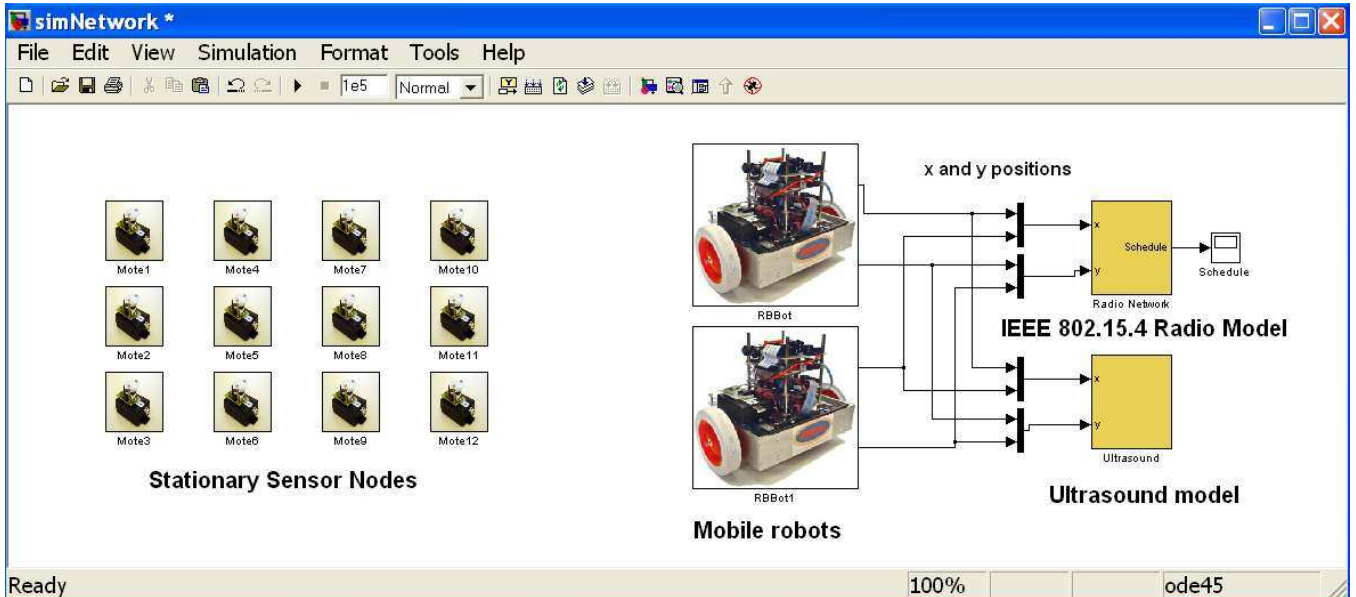 simNetwork *
File Edit View Simulation Format Tools Help
1e5 Normal
x and y positions
Mote1 Mote4 Mote7 Mote10
Mote2 Mote5 Mote8 Mote11
Mote3 Mote6 Mote9 Mote12
Stationary Sensor Nodes
RBBot
RBBot1
Mobile robots
x
y
Schedule
Radio Network
Schedule
IEEE 802.15.4 Radio Model
x
y
Ultrasound
Ultrasound model
Ready 100% ode45